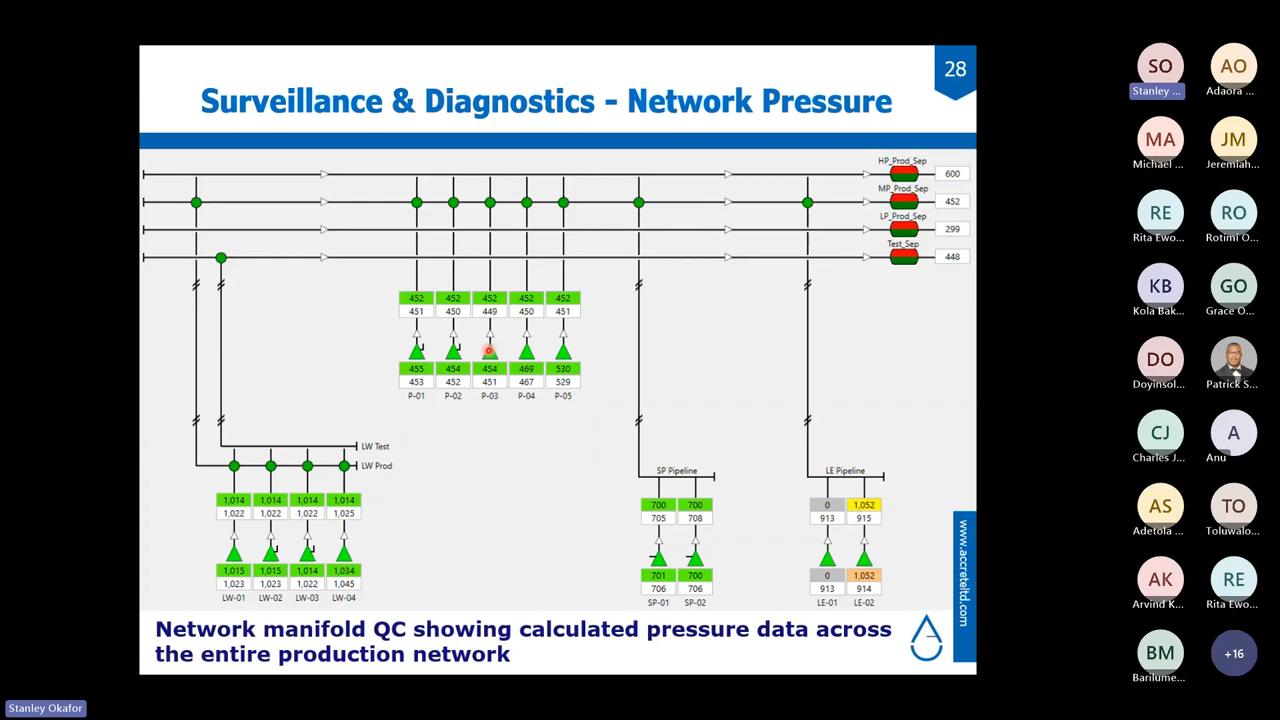 28
Surveillance & Diagnostics – Network Pressure
HP_Prod_Sep
600
MP_Prod_Sep
452
LP_Prod_Sep
299
Test_Sep
448
452 452 452 452 452
451 450 449 450 451
455 454 454 469 530
453 452 451 467 529
P-01 P-02 P-03 P-04 P-05
LW Test
LW Prod
1,014 1,014 1,014 1,014
1,022 1,022 1,022 1,025
1,015 1,015 1,014 1,034
1,023 1,023 1,022 1,045
LW-01 LW-02 LW-03 LW-04
SP Pipeline
700 700
705 708
701 700
706 706
SP-01 SP-02
LE Pipeline
0 1,052
913 915
0 1,052
913 914
LE-01 LE-02
www.accreteltd.com
Network manifold QC showing calculated pressure data across
the entire production network
SO AO
Stanley ... Adaora ...
MA JM
Michael ... Jeremiah...
RE RO
Rita Ewo... Rotimi O...
KB GO
Kola Bak... Grace O...
DO
Doyinsol... Patrick S...
CJ A
Charles J... Anu
AS TO
Adetola ... Toluwalo...
AK RE
Arvind K... Rita Ewo...
BM +16
Barilume...
Stanley Okafor